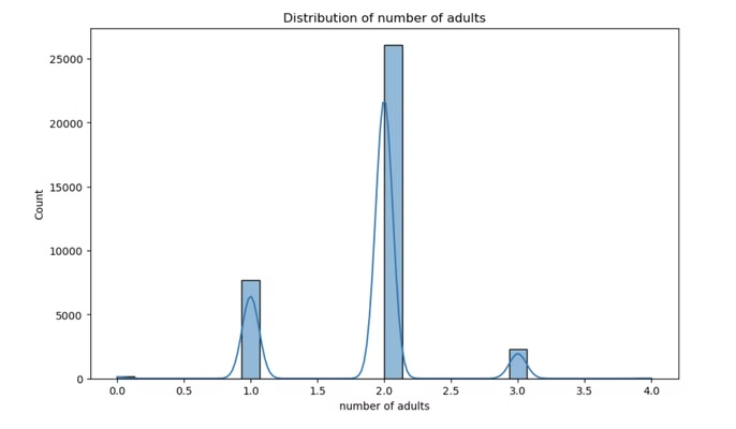 Distribution of number of adults
Count
25000
20000
15000
10000
5000
0
0.0 0.5 1.0 1.5 2.0 2.5 3.0 3.5 4.0
number of adults